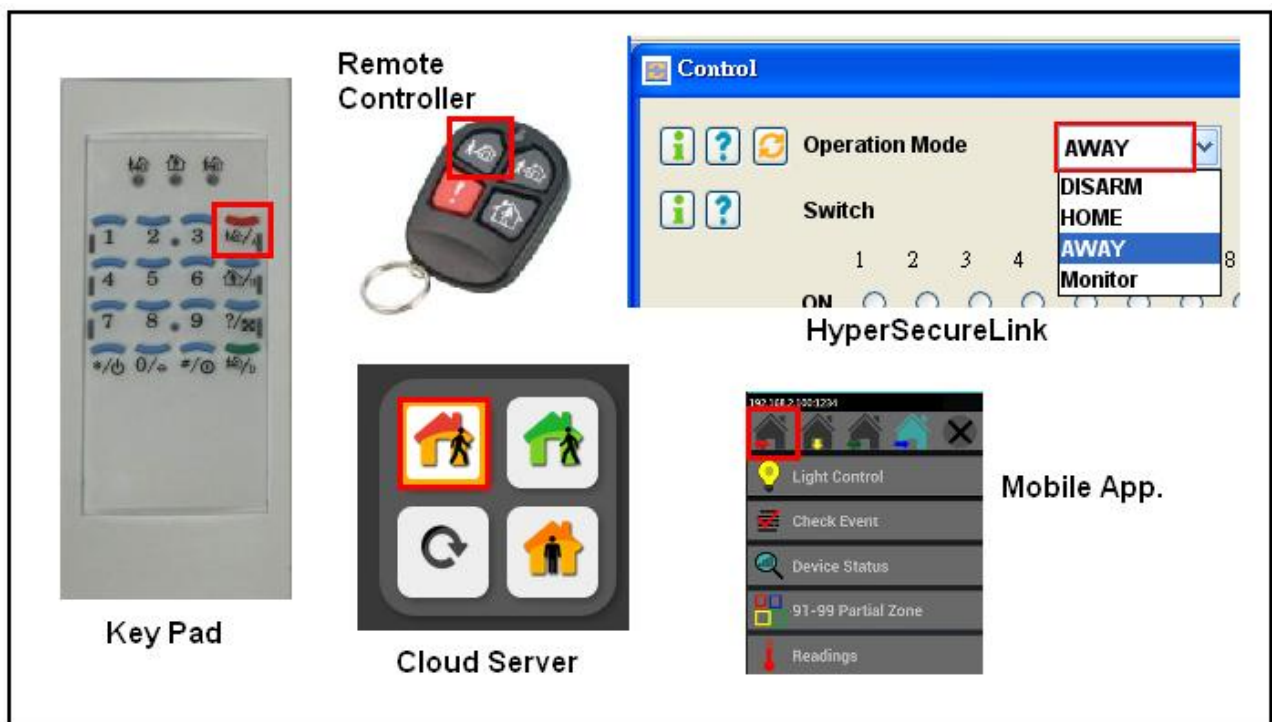 Remote
Controller
Control
Operation Mode
AWAY
DISARM
HOME
AWAY
Monitor
Switch
1 2 3 4 8
ON
HyperSecureLink
1 2 3 /A
4 5 6
7 8 9 ?/
*/ 0/ #/ /D
Key Pad
Cloud Server
192.168.2.100:1234
Light Control
Check Event
Device Status
91-99 Partial Zone
Readings
Mobile App.